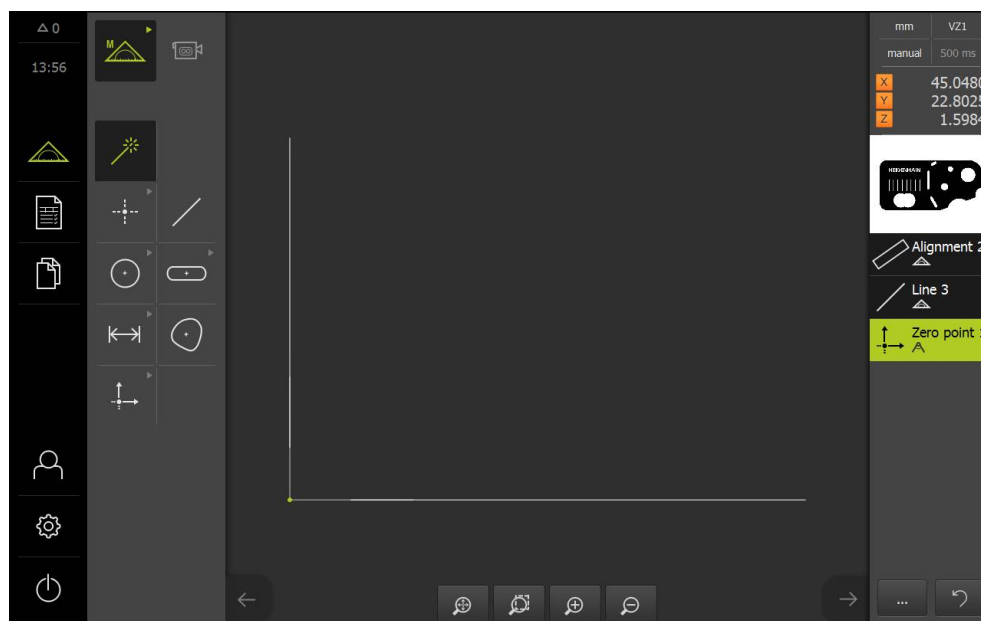 0
13:56
M
mm VZ1
manual 500 ms
X 45.0480
Y 22.8025
Z 1.5984
HEIDENHAIN
Alignment 2
Line 3
Zero point
...